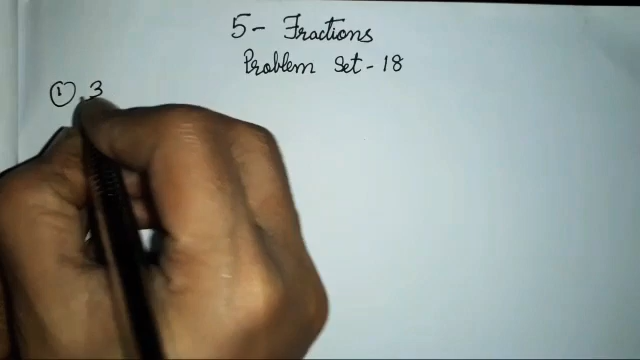 5 - Fractions
Problem Set - 18
① 3